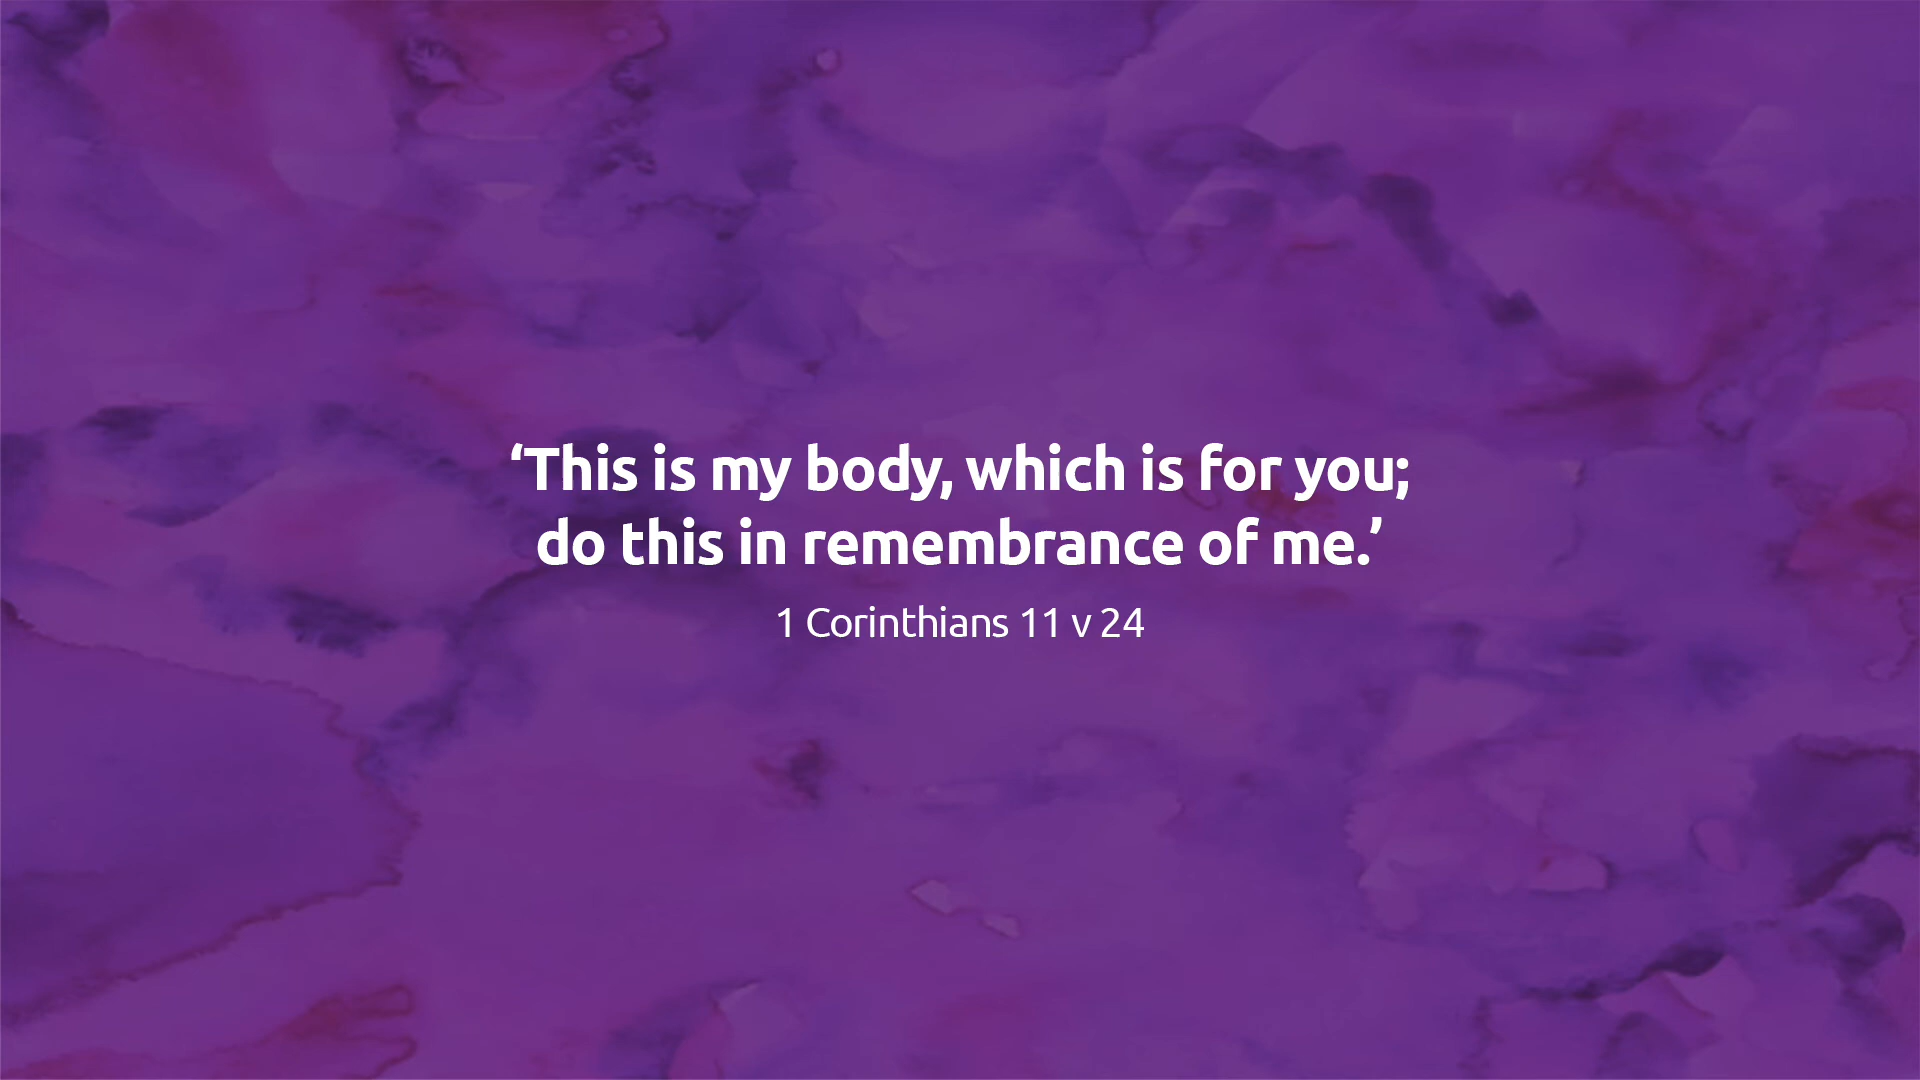 ‘This is my body, which is for you;
do this in remembrance of me.’
1 Corinthians 11 v 24